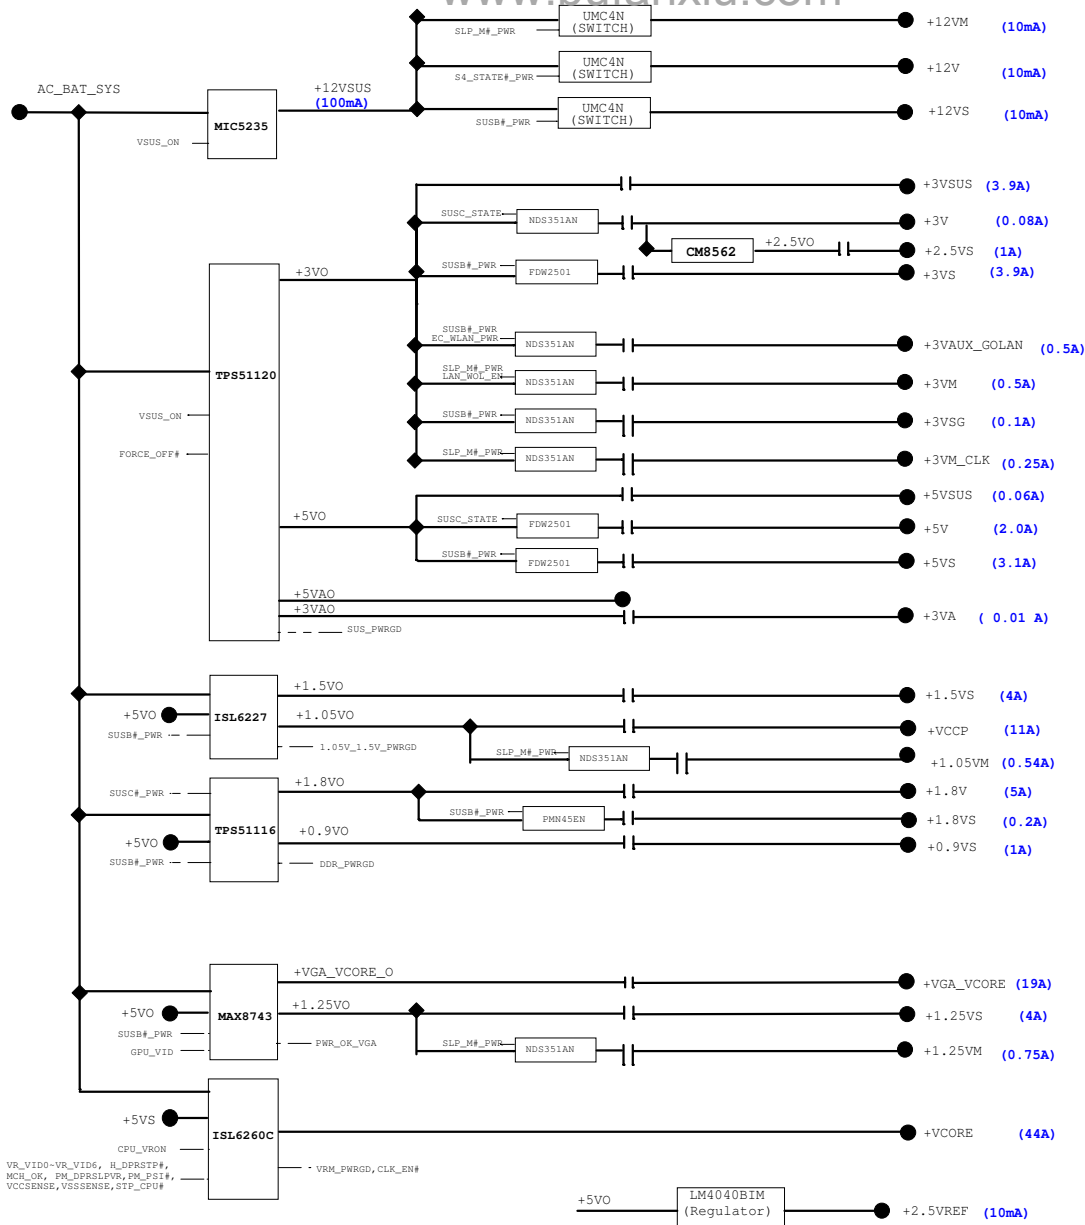 UMC4N
(SWITCH)
SLP_M#_PWR
+12VM (10mA)
UMC4N
(SWITCH)
S4_STATE#_PWR
+12V (10mA)
AC_BAT_SYS
+12VSUS
(100mA)
UMC4N
(SWITCH)
SUSB#_PWR
+12VS (10mA)
MIC5235
VSUS_ON
+3VSUS (3.9A)
SUSC_STATE
NDS351AN
+3V (0.08A)
CM8562
+2.5VO
+2.5VS (1A)
+3VO
SUSB#_PWR
FDW2501
+3VS (3.9A)
SUSB#_PWR
EC_WLAN_PWR
NDS351AN
+3VAUX_GOLAN (0.5A)
TPS51120
SLP_M#_PWR
LAN_WOL_EN
NDS351AN
+3VM (0.5A)
VSUS_ON
SUSB#_PWR
NDS351AN
+3VSG (0.1A)
FORCE_OFF#
SLP_M#_PWR
NDS351AN
+3VM_CLK (0.25A)
+5VSUS (0.06A)
+5VO
SUSC_STATE
FDW2501
+5V (2.0A)
SUSB#_PWR
FDW2501
+5VS (3.1A)
+5VAO
+3VAO
+3VA ( 0.01 A)
SUS_PWRGD
+1.5VO
+1.5VS (4A)
ISL6227
+5VO
+1.05VO
+VCCP (11A)
SUSB#_PWR
1.05V_1.5V_PWRGD
SLP_M#_PWR
NDS351AN
+1.05VM (0.54A)
+1.8VO
SUSC#_PWR
+1.8V (5A)
TPS51116
SUSB#_PWR
PMN45EN
+1.8VS (0.2A)
+5VO
+0.9VO
+0.9VS (1A)
SUSB#_PWR
DDR_PWRGD
+VGA_VCORE_O
+VGA_VCORE (19A)
+5VO
MAX8743
+1.25VO
+1.25VS (4A)
SUSB#_PWR
GPU_VID
PWR_OK_VGA
SLP_M#_PWR
NDS351AN
+1.25VM (0.75A)
+5VS
ISL6260C
+VCORE (44A)
CPU_VRON
VR_VID0~VR_VID6, H_DPRSTP#,
MCH_OK, PM_DPRSLPVR,PM_PSI#,
VCCSENSE,VSSSENSE,STP_CPU#
VRM_PWRGD,CLK_EN#
+5VO
LM4040BIM
(Regulator)
+2.5VREF (10mA)